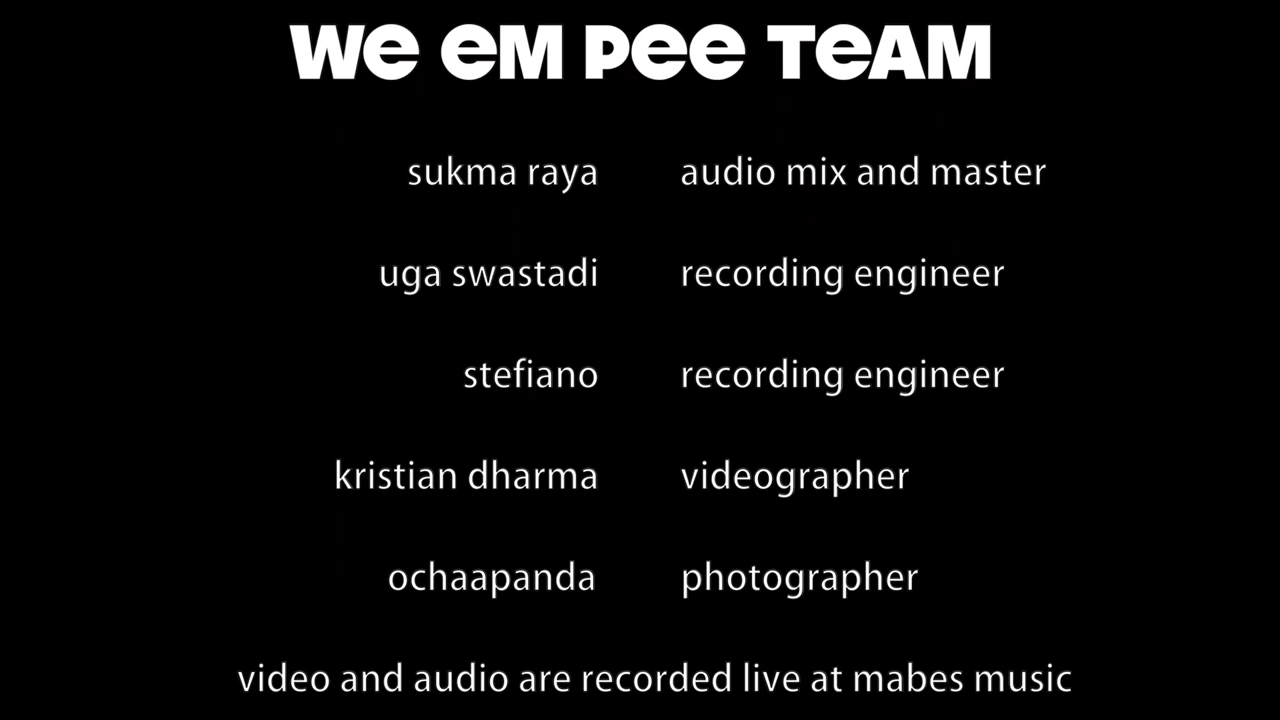 We em pee TEAM
sukma raya audio mix and master
uga swastadi recording engineer
stefiano recording engineer
kristian dharma videographer
ochaapanda photographer
video and audio are recorded live at mabes music